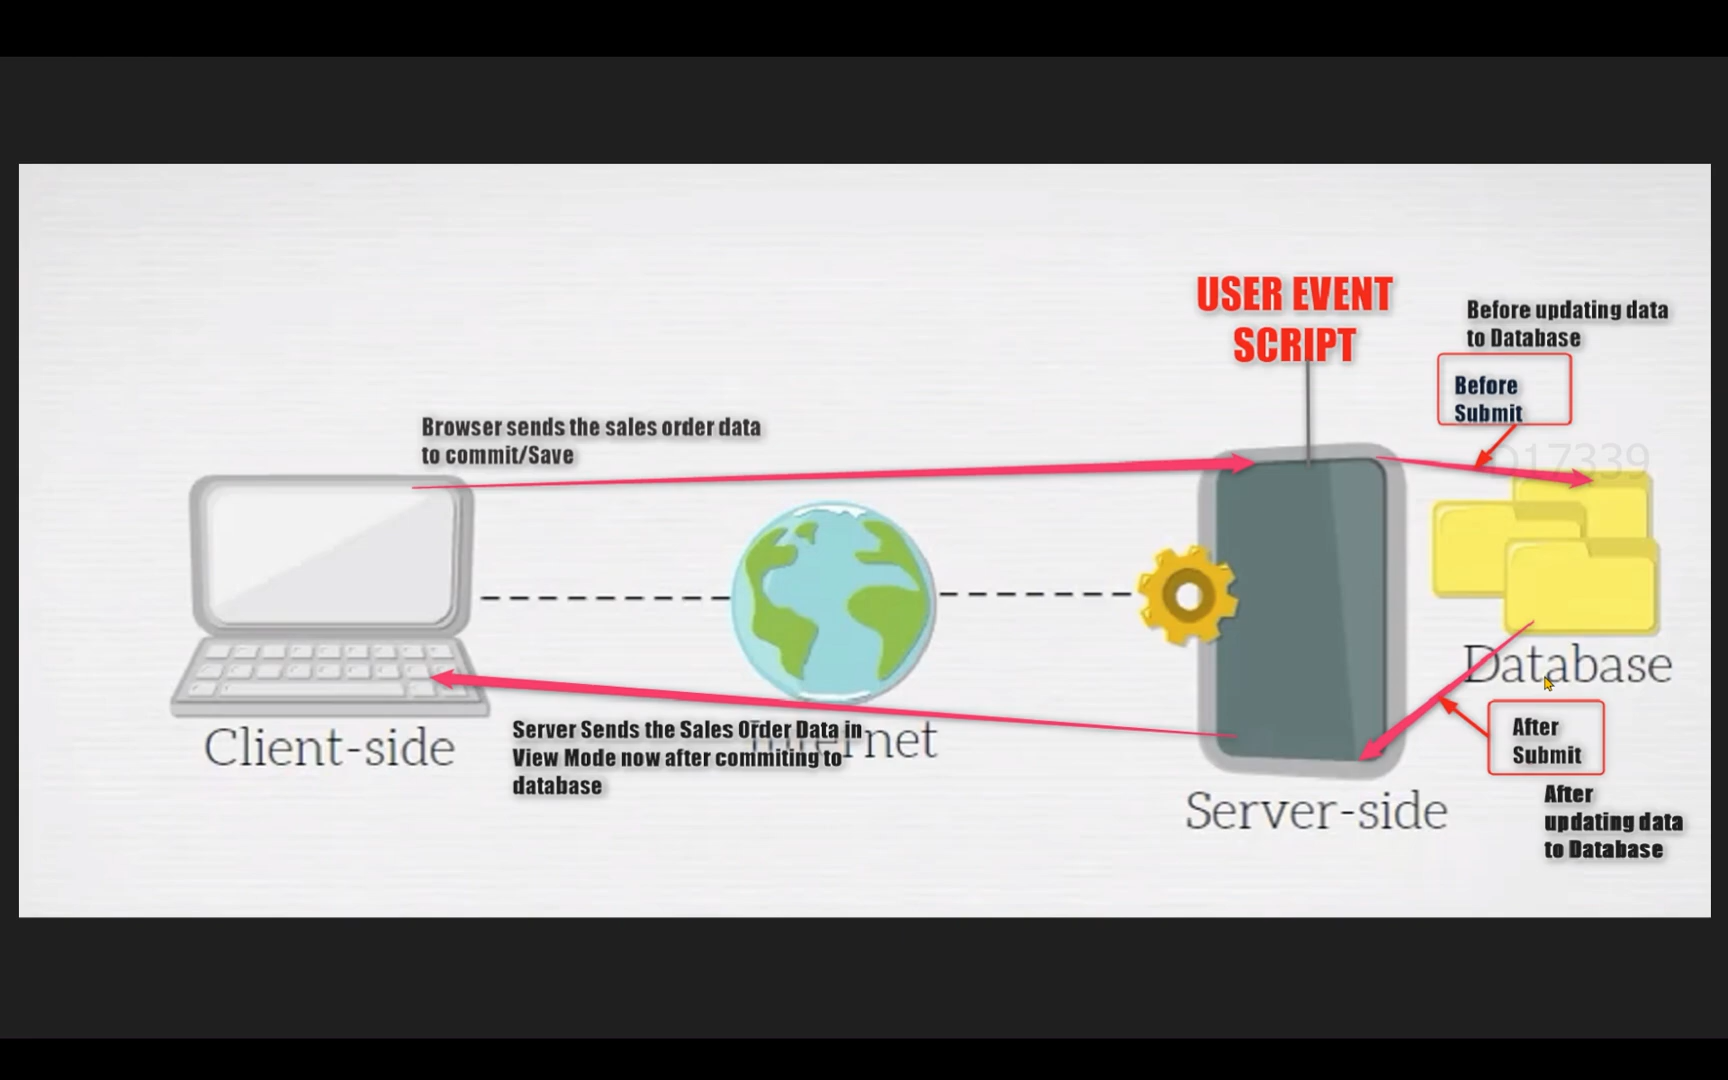 USER EVENT
SCRIPT
Before updating data
to Database
Before
Submit
Browser sends the sales order data
to commit/Save
17339
Database
Client-side
Server Sends the Sales Order Data in
View Mode now after commiting to
database
Server-side
After
Submit
After
updating data
to Database